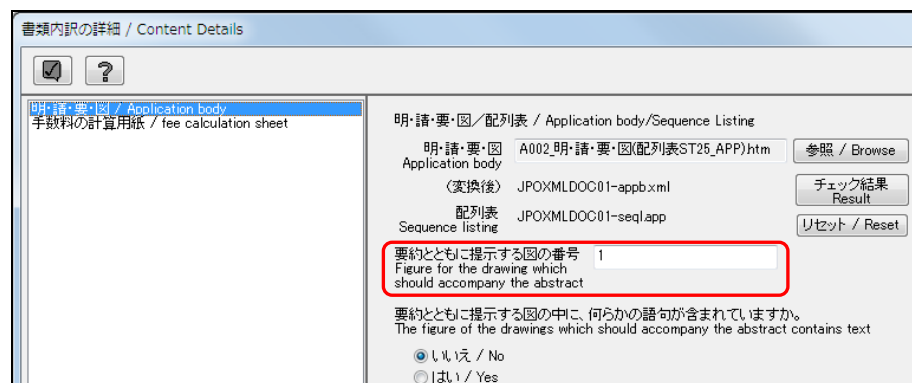 書類内訳の詳細 / Content Details
?
明・請・要・図 / Application body
手数料の計算用紙 / fee calculation sheet
明・請・要・図／配列表 / Application body/Sequence Listing
明・請・要・図
Application body
A002_明・請・要・図(配列表ST25_APP).htm
参照 / Browse
(変換後)
JPOXMLDOC01-appb.xml
チェック結果
Result
配列表
Sequence listing
JPOXMLDOC01-seql.app
リセット / Reset
要約とともに提示する図の番号
1
Figure for the drawing which
should accompany the abstract
要約とともに提示する図の中に、何らかの語句が含まれていますか。
The figure of the drawings which should accompany the abstract contains text
いいえ / No
はい / Yes